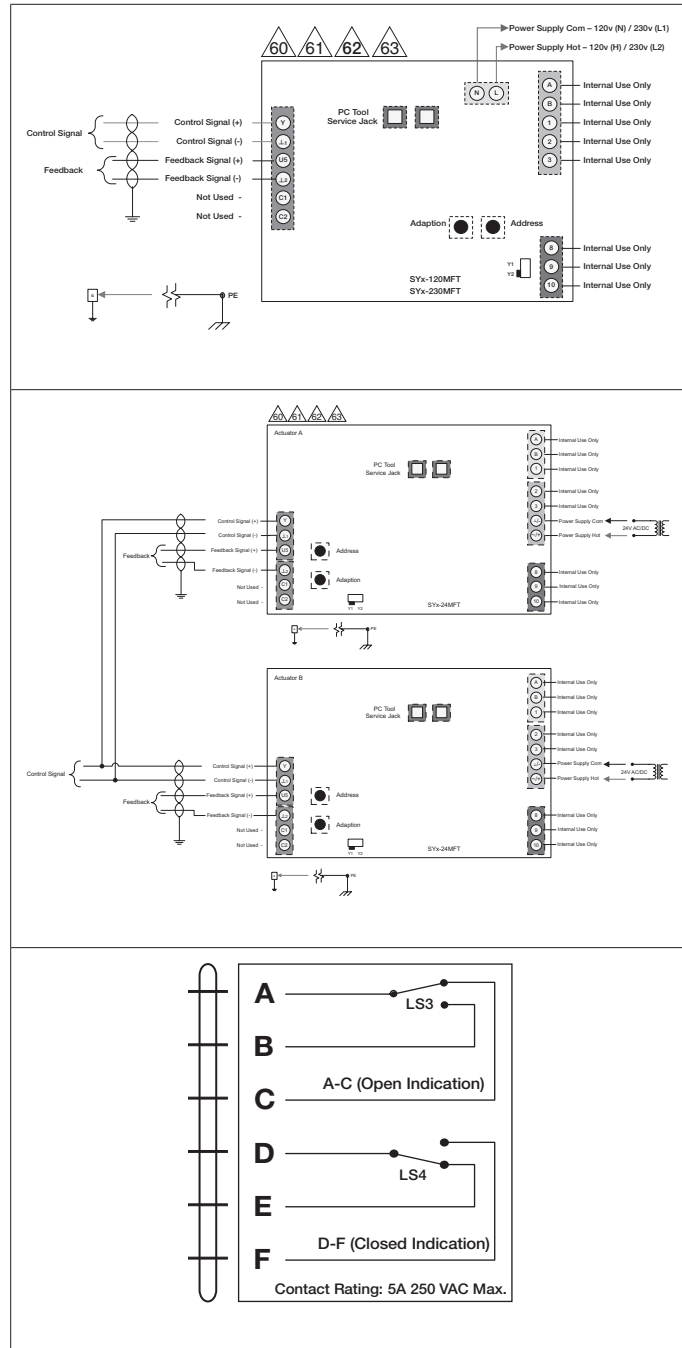 Power Supply Com – 120v (N) / 230v (L1)
Power Supply Hot – 120v (H) / 230v (L2)
60 61 62 63
N L
PC Tool
Service Jack
Control Signal
Control Signal (+)
Control Signal (-)
Feedback
Feedback Signal (+)
Feedback Signal (-)
Not Used -
Not Used -
Y
⊥1
U5
⊥2
C1
C2
A Internal Use Only
B Internal Use Only
1 Internal Use Only
2 Internal Use Only
3 Internal Use Only
Adaption
Address
Y1
Y2
8 Internal Use Only
9 Internal Use Only
10 Internal Use Only
SYx-120MFT
SYx-230MFT
PE
60 61 62 63
Actuator A
PC Tool
Service Jack
Control Signal (+)
Control Signal (-)
Feedback
Feedback Signal (+)
Feedback Signal (-)
Not Used -
Not Used -
Y
⊥1
U5
⊥2
C1
C2
Address
Adaption
Y1 Y2
SYx-24MFT
A Internal Use Only
B Internal Use Only
1 Internal Use Only
2 Internal Use Only
3 Internal Use Only
Power Supply Com
Power Supply Hot
24V AC/DC
8 Internal Use Only
9 Internal Use Only
10 Internal Use Only
PE
Actuator B
PC Tool
Service Jack
Control Signal
Control Signal (+)
Control Signal (-)
Feedback
Feedback Signal (+)
Feedback Signal (-)
Not Used -
Not Used -
Y
⊥1
U5
⊥2
C1
C2
Address
Adaption
Y1 Y2
SYx-24MFT
A Internal Use Only
B Internal Use Only
1 Internal Use Only
2 Internal Use Only
3 Internal Use Only
Power Supply Com
Power Supply Hot
24V AC/DC
8 Internal Use Only
9 Internal Use Only
10 Internal Use Only
PE
A
LS3
B
A-C (Open Indication)
C
D
LS4
E
D-F (Closed Indication)
F
Contact Rating: 5A 250 VAC Max.